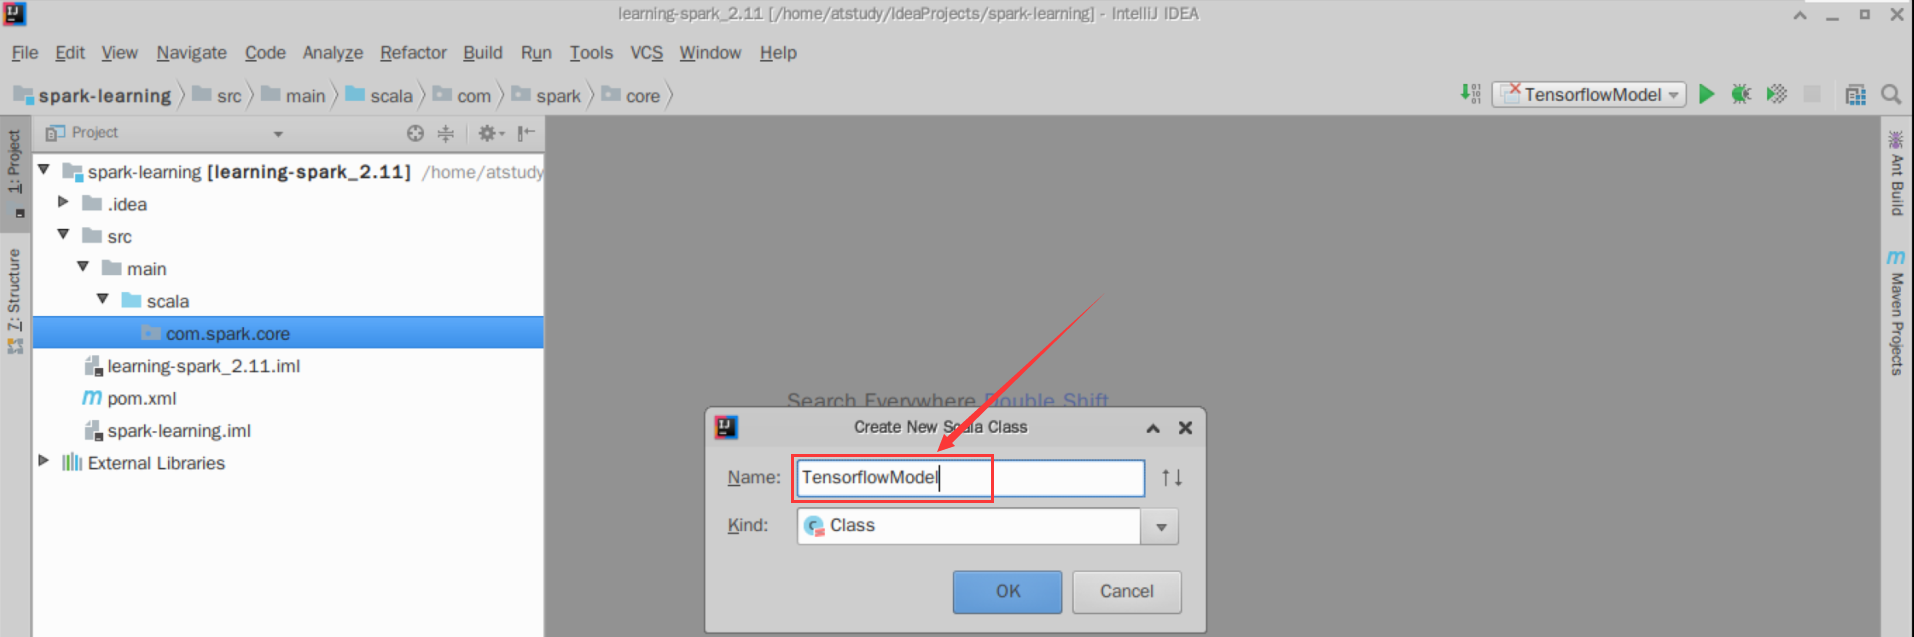 learning-spark_2.11 [/home/atstudy/IdeaProjects/spark-learning] - IntelliJ IDEA
File Edit View Navigate Code Analyze Refactor Build Run Tools VCS Window Help
spark-learning src main scala com spark core TensorflowModel
Project
1: Project
7: Structure
spark-learning [learning-spark_2.11] /home/atstudy
.idea
src
main
scala
com.spark.core
learning-spark_2.11.iml
pom.xml
spark-learning.iml
External Libraries
Search Everywhere Double Shift
Create New Scala Class
Name: TensorflowModel
Kind: Class
OK Cancel
Ant Build
Maven Projects